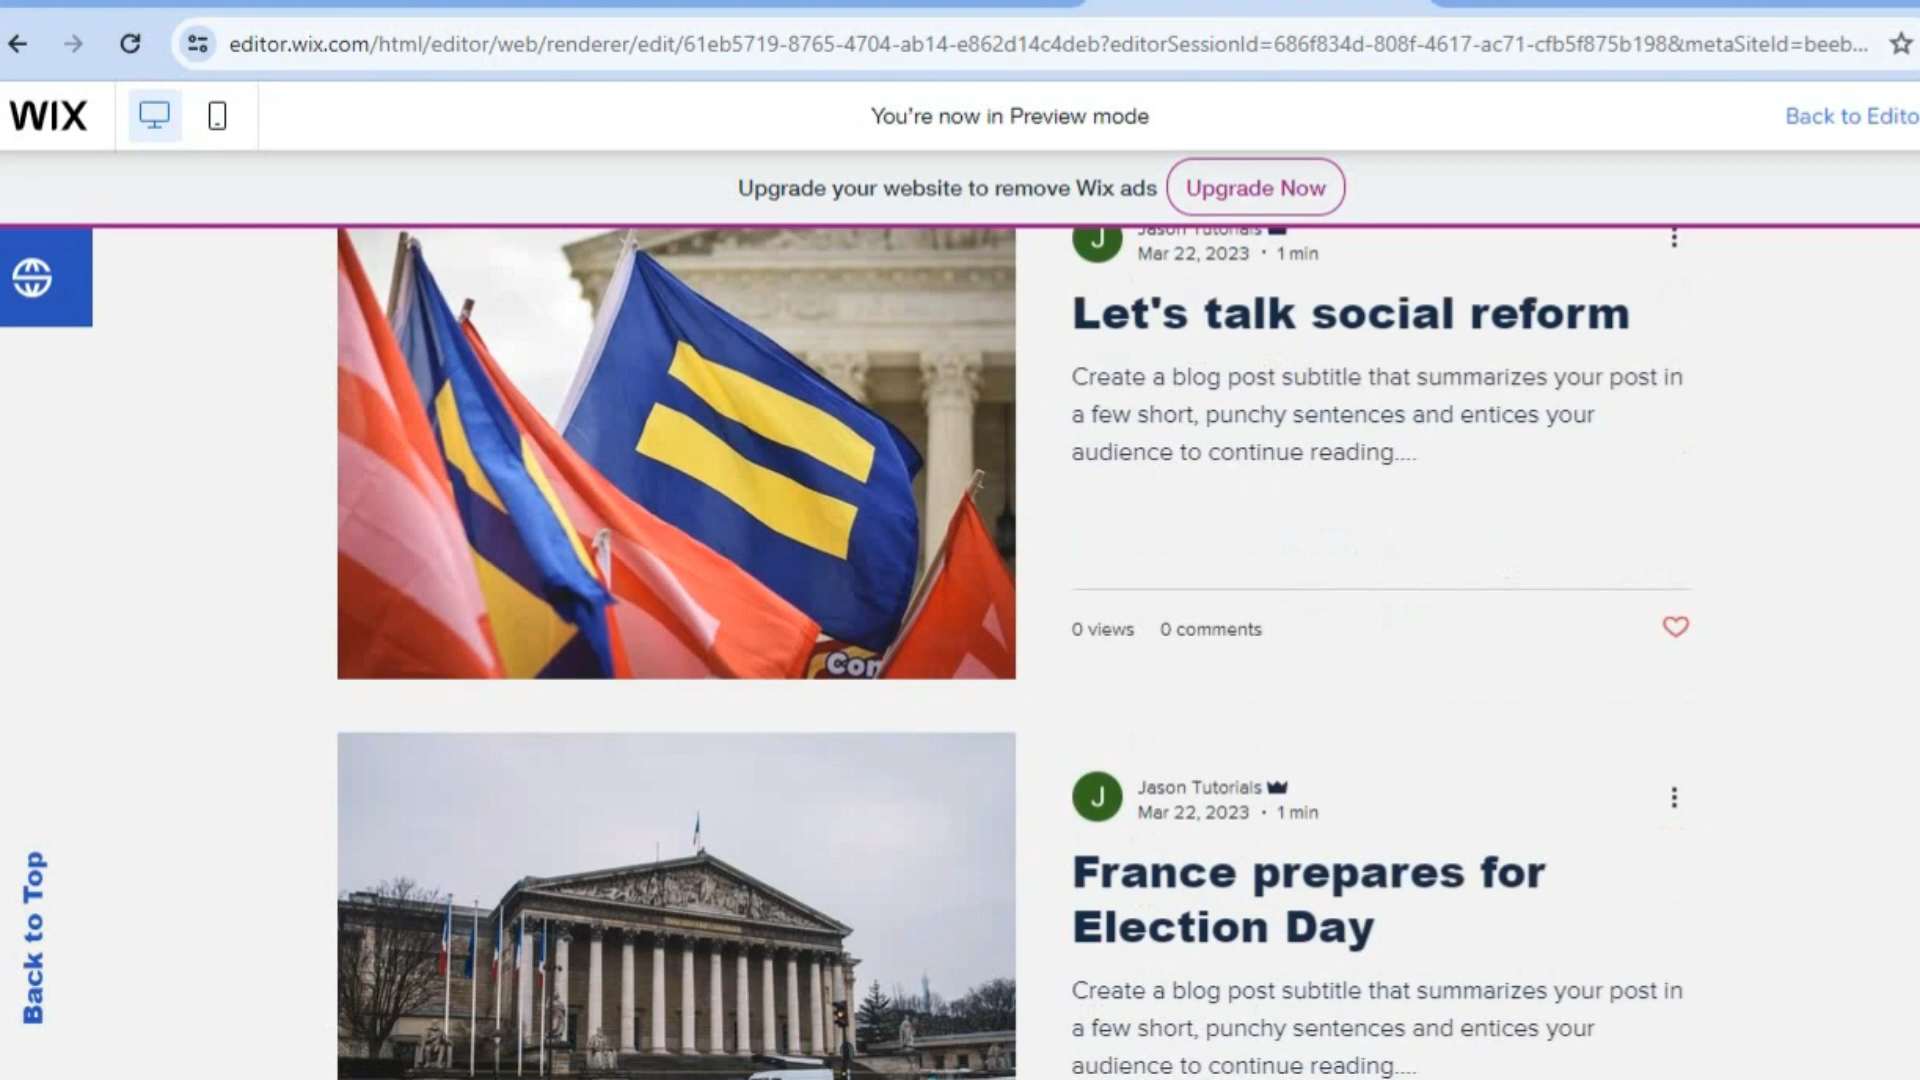 editor.wix.com/html/editor/web/renderer/edit/61eb5719-8765-4704-ab14-e862d14c4deb?editorSessionId=686f834d-808f-4617-ac71-cfb5f875b198&metaSiteId=beeb...
WIX
You're now in Preview mode
Back to Edito
Upgrade your website to remove Wix ads
Upgrade Now
J
Jason Tutorials
Mar 22, 2023 · 1 min
Let's talk social reform
Create a blog post subtitle that summarizes your post in
a few short, punchy sentences and entices your
audience to continue reading....
0 views
0 comments
Con
J
Jason Tutorials
Mar 22, 2023 · 1 min
France prepares for
Election Day
Create a blog post subtitle that summarizes your post in
a few short, punchy sentences and entices your
audience to continue reading....
Back to Top